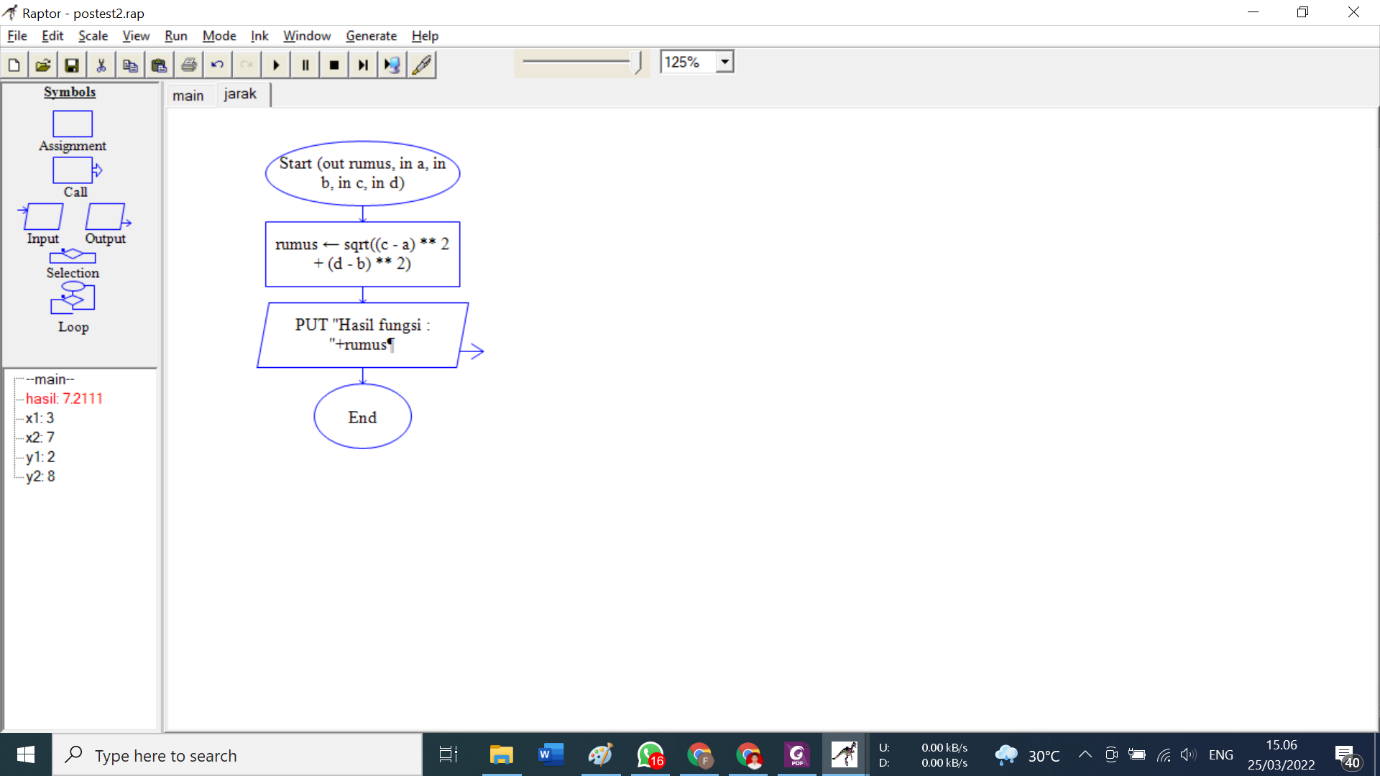 Raptor - postest2.rap
File Edit Scale View Run Mode Ink Window Generate Help
125%
Symbols
Assignment
Call
Input Output
Selection
Loop
--main--
hasil: 7.2111
x1: 3
x2: 7
y1: 2
y2: 8
main jarak
Start (out rumus, in a, in
b, in c, in d)
rumus ← sqrt((c - a) ** 2
+ (d - b) ** 2)
PUT "Hasil fungsi :
"+rumus¶
End
Type here to search
16
F
PDF
U: 0.00 kB/s
D: 0.00 kB/s
30°C
ENG
15.06
25/03/2022
40